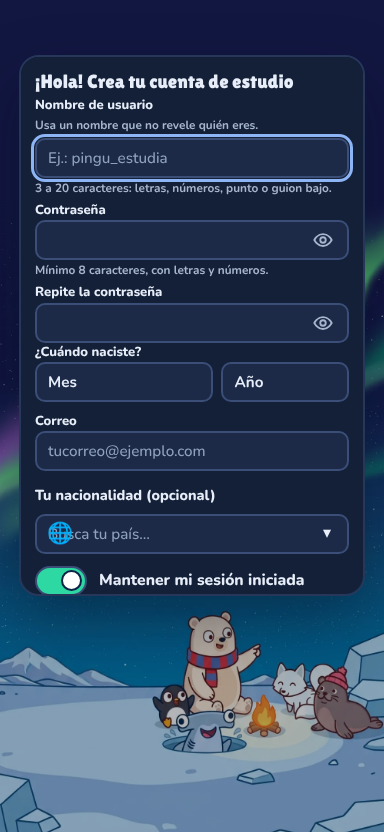 ¡Hola! Crea tu cuenta de estudio
Nombre de usuario
Usa un nombre que no revele quién eres.
Ej.: pingu_estudia
3 a 20 caracteres: letras, números, punto o guion bajo.
Contraseña
Mínimo 8 caracteres, con letras y números.
Repite la contraseña
¿Cuándo naciste?
Mes Año
Correo
tucorreo@ejemplo.com
Tu nacionalidad (opcional)
sca tu país...
Mantener mi sesión iniciada